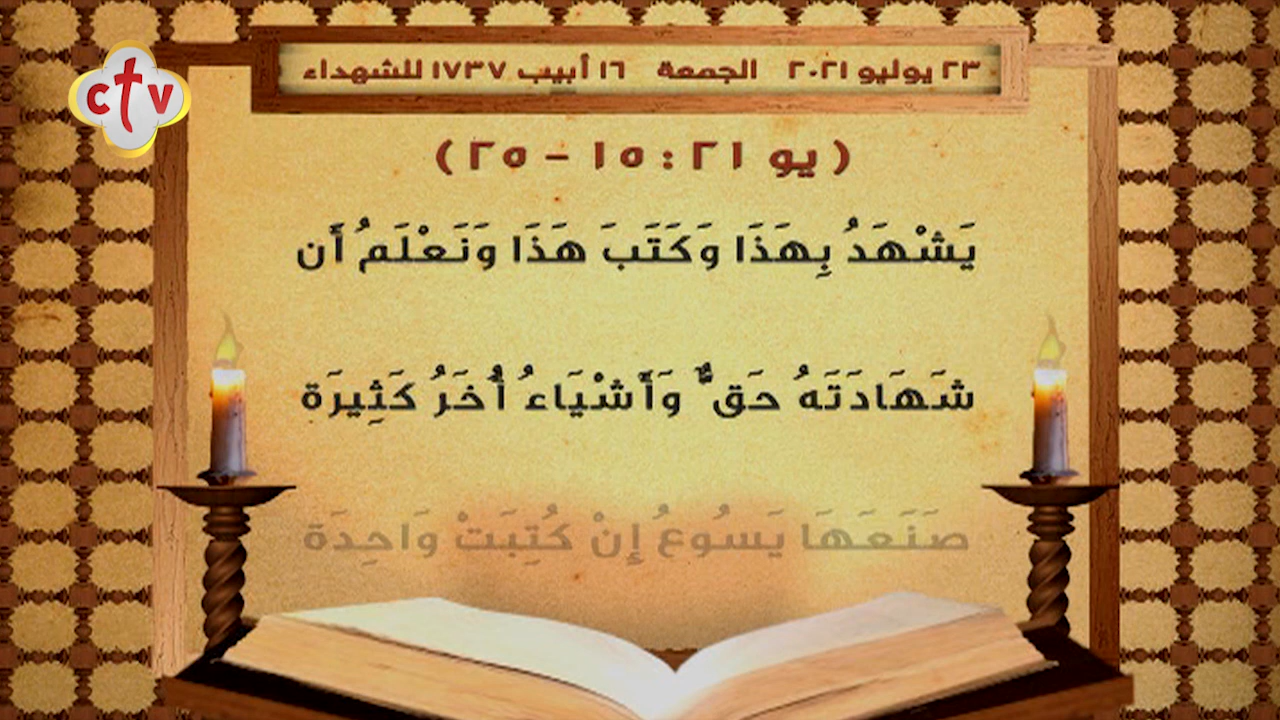 ctv
٢٣ يوليو ٢٠٢١ الجمعة ١٦ أبيب ١٧٣٧ للشهداء
( يو ٢١ : ١٥ - ٢٥ )
يَشْهَدُ بِهَذَا وَكَتَبَ هَذَا وَنَعْلَمُ أَن
شَهَادَتَهُ حَقٌّ وَأَشْيَاءُ أُخَرُ كَثِيرَة
صَنَعَهَا يَسُوعُ إِنْ كُتِبَتْ وَاحِدَة